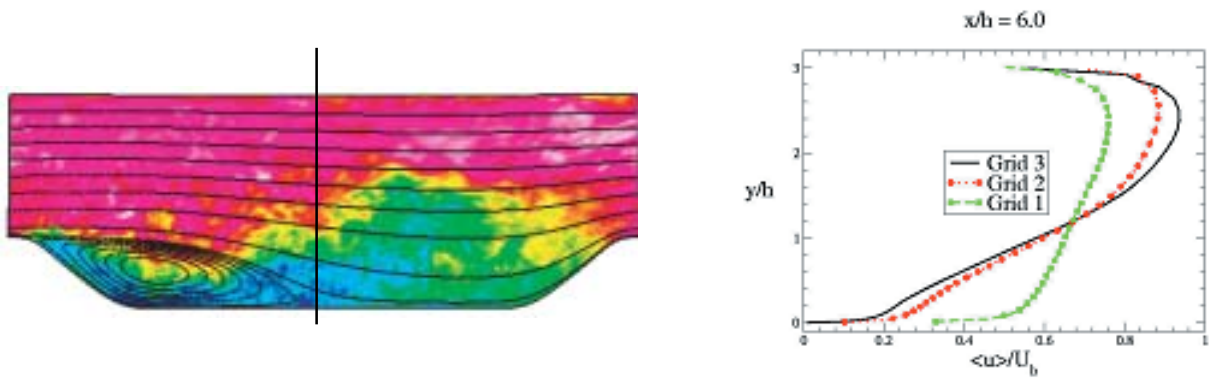 x/h = 6.0
3
2
1
0
y/h
Grid 3
Grid 2
Grid 1
0 0.2 0.4 0.6 0.8 1
<u>/U_b